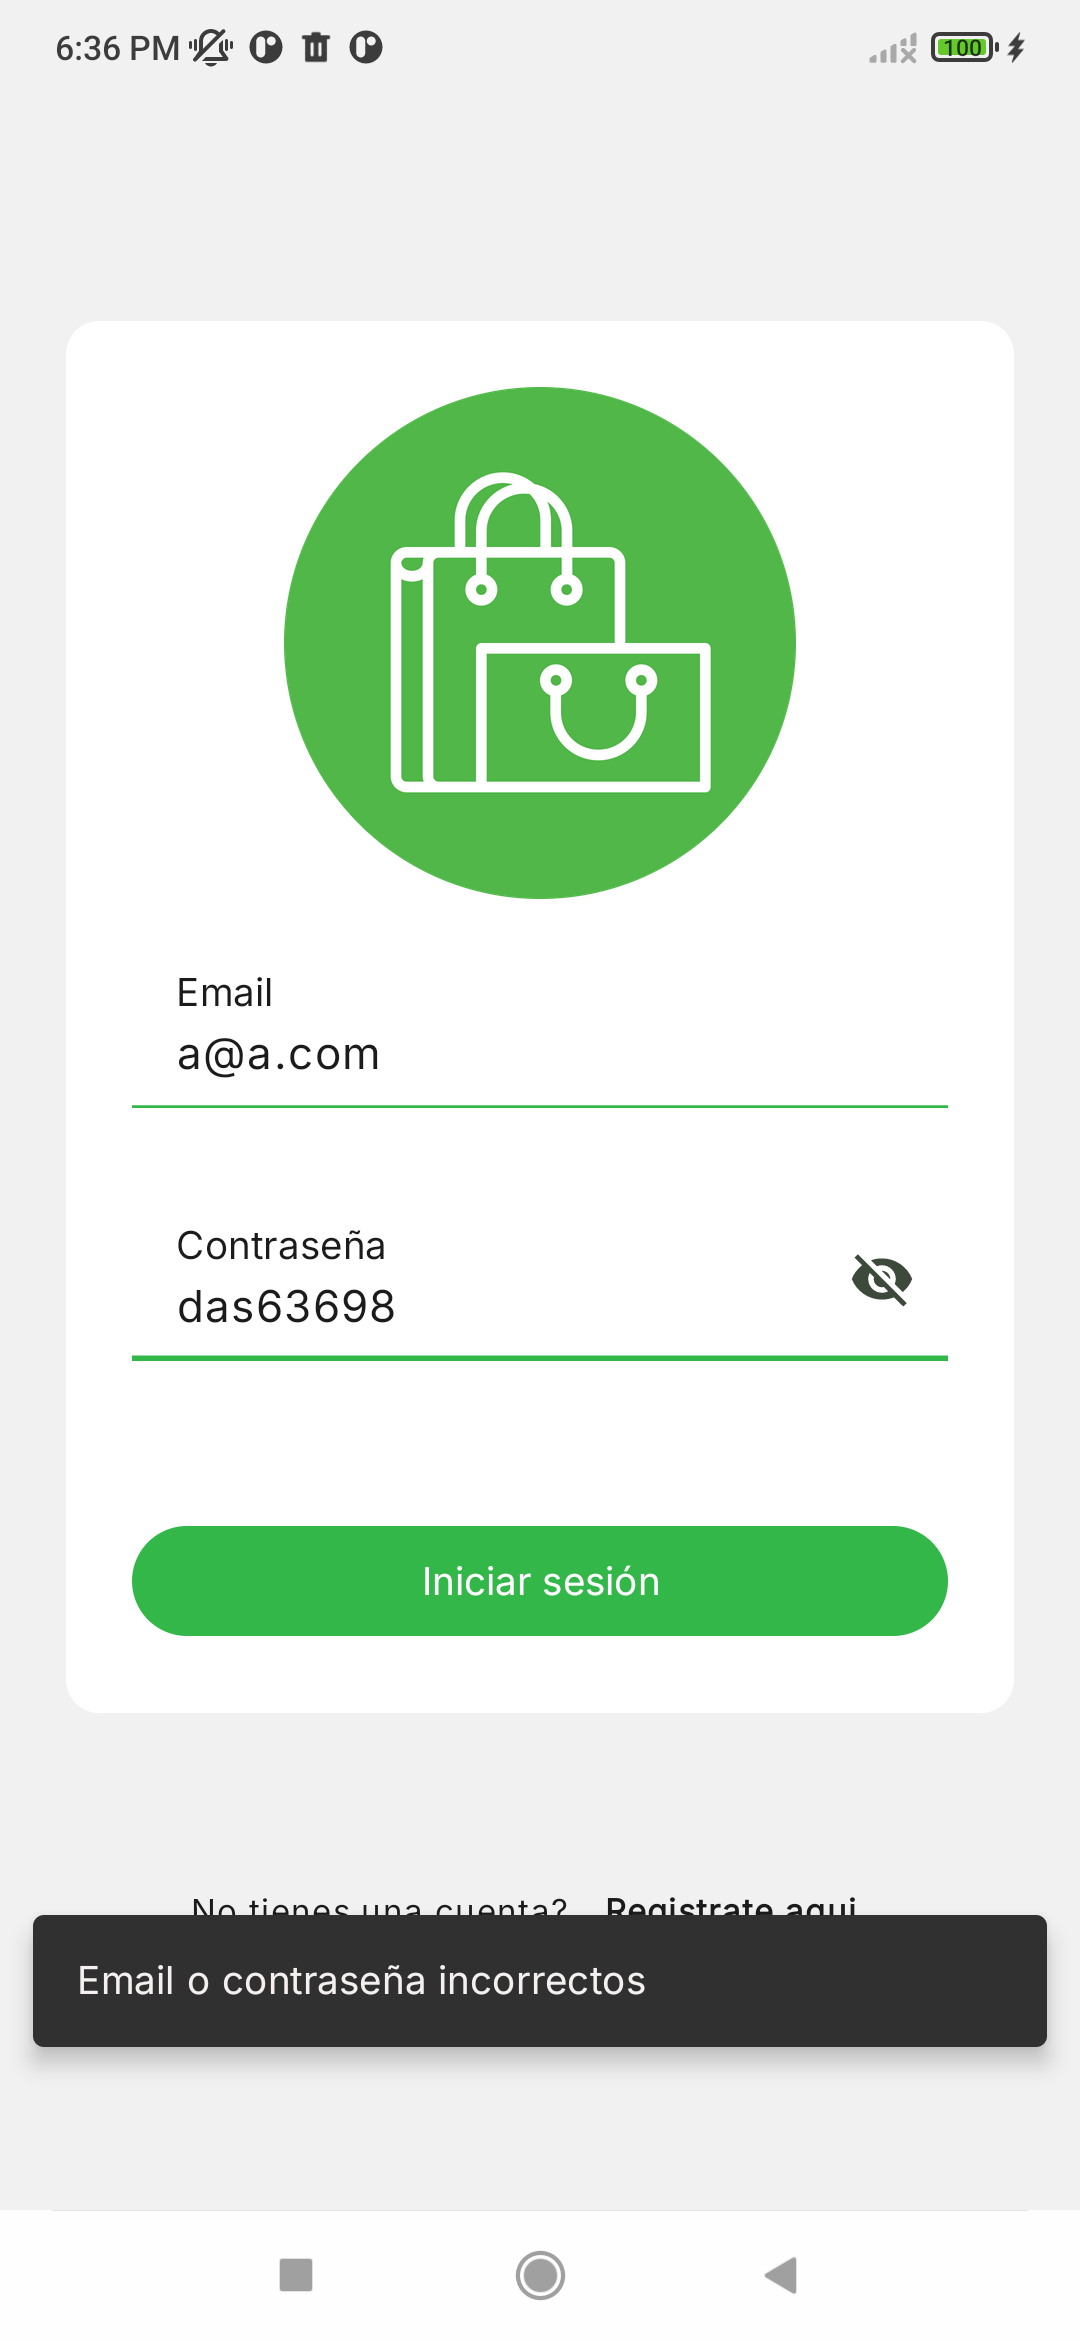 6:36 PM
100
Email
a@a.com
Contraseña
das63698
Iniciar sesión
No tienes una cuenta? Registrate aqui
Email o contraseña incorrectos